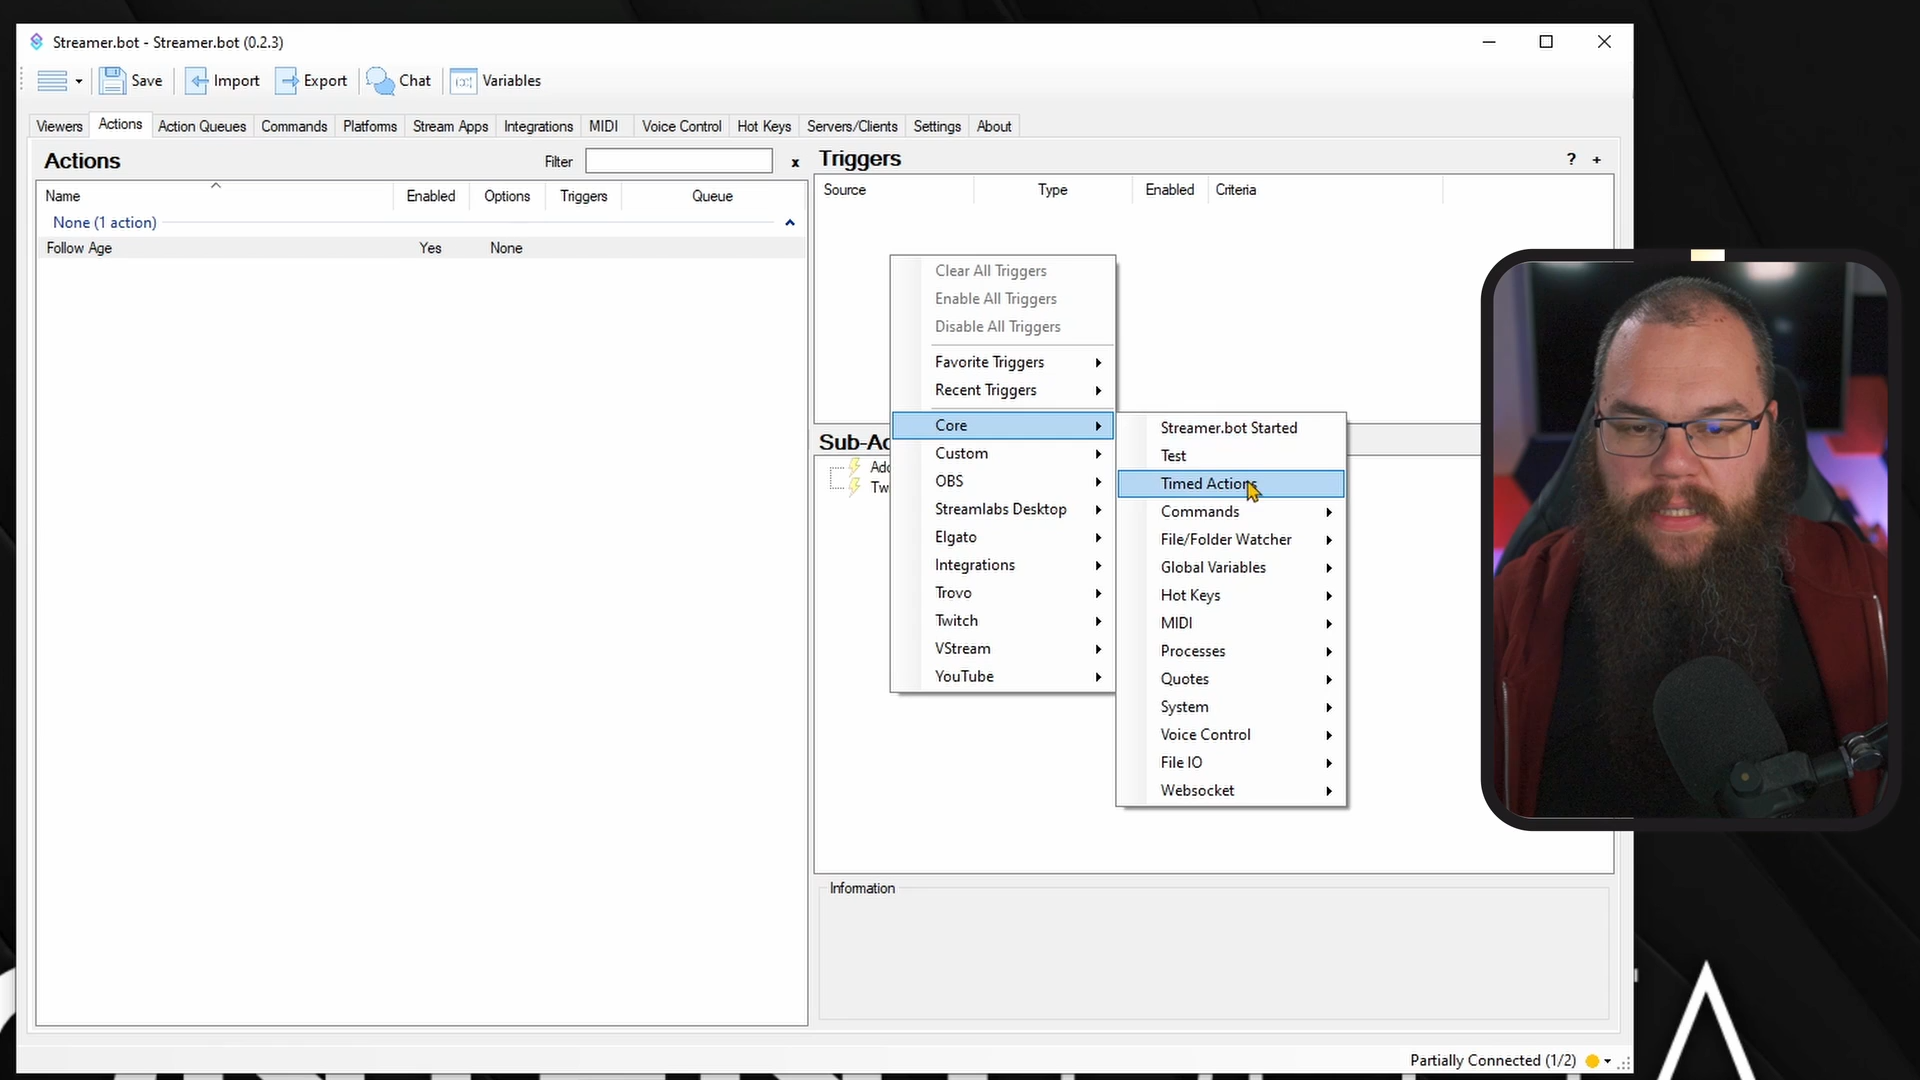 Streamer.bot - Streamer.bot (0.2.3)
Save Import Export Chat Variables
Viewers Actions Action Queues Commands Platforms Stream Apps Integrations MIDI Voice Control Hot Keys Servers/Clients Settings About
Actions Filter x
Name Enabled Options Triggers Queue
None (1 action)
Follow Age Yes None
Triggers ? +
Source Type Enabled Criteria
Clear All Triggers
Enable All Triggers
Disable All Triggers
Favorite Triggers
Recent Triggers
Core
Custom
OBS
Streamlabs Desktop
Elgato
Integrations
Trovo
Twitch
VStream
YouTube
Streamer.bot Started
Test
Timed Actions
Commands
File/Folder Watcher
Global Variables
Hot Keys
MIDI
Processes
Quotes
System
Voice Control
File IO
Websocket
Information
Partially Connected (1/2)